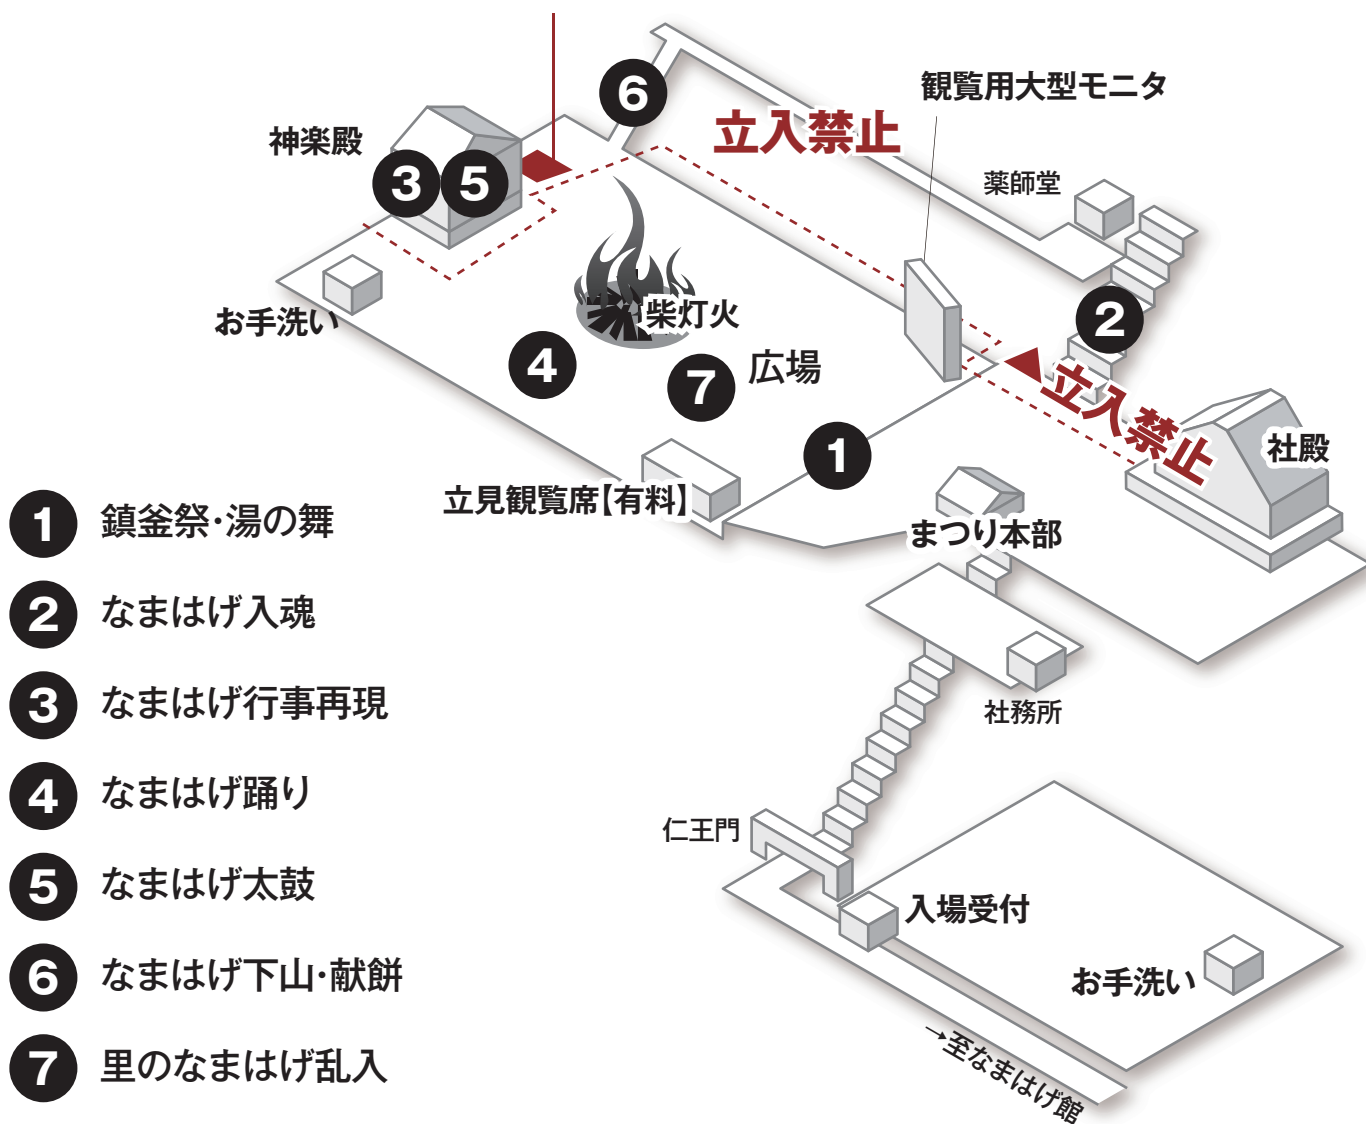 6
観覧用大型モニタ
立入禁止
神楽殿
3
5
薬師堂
2
お手洗い
柴灯火
4
7
広場
立入禁止
1
社殿
立見観覧席【有料】
まつり本部
1 鎮釜祭・湯の舞
2 なまはげ入魂
3 なまはげ行事再現
4 なまはげ踊り
5 なまはげ太鼓
6 なまはげ下山・献餅
7 里のなまはげ乱入
社務所
仁王門
入場受付
お手洗い
→至なまはげ館